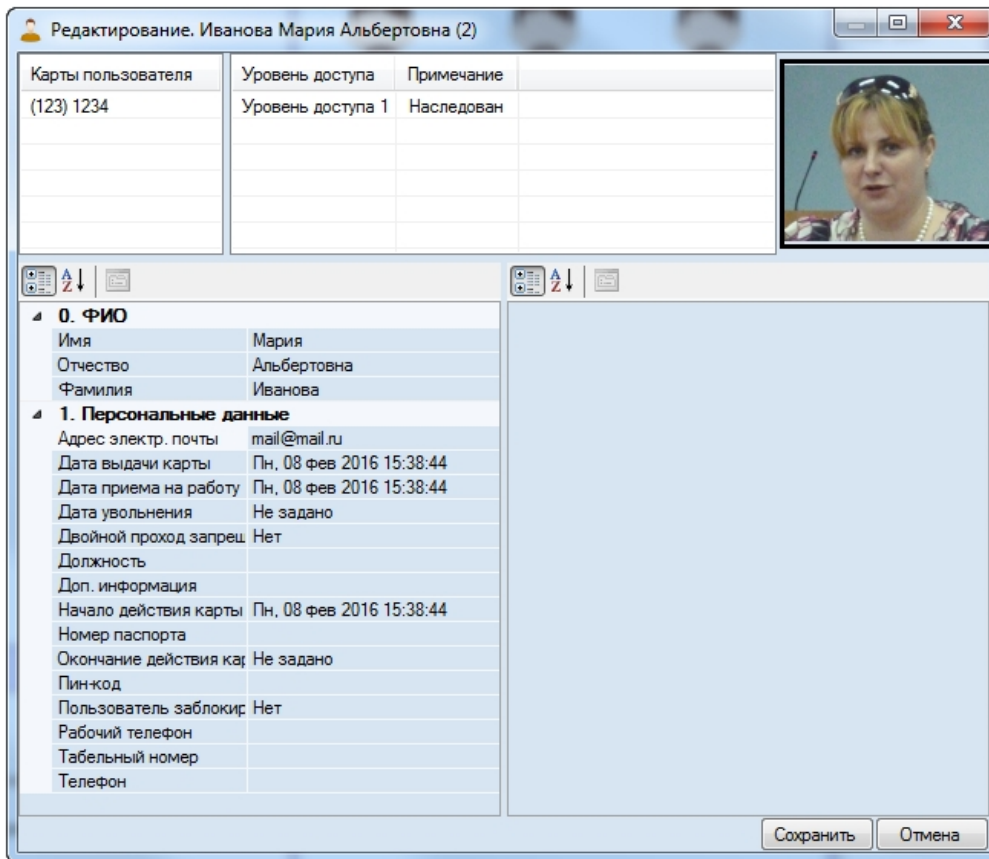 Редактирование. Иванова Мария Альбертовна (2)
Карты пользователя Уровень доступа Примечание
(123) 1234 Уровень доступа 1 Наследован
0. ФИО
Имя Мария
Отчество Альбертовна
Фамилия Иванова
1. Персональные данные
Адрес электр. почты mail@mail.ru
Дата выдачи карты Пн, 08 фев 2016 15:38:44
Дата приема на работу Пн, 08 фев 2016 15:38:44
Дата увольнения Не задано
Двойной проход запрещ Нет
Должность
Доп. информация
Начало действия карты Пн, 08 фев 2016 15:38:44
Номер паспорта
Окончание действия кар Не задано
Пин-код
Пользователь заблокир Нет
Рабочий телефон
Табельный номер
Телефон
Сохранить Отмена